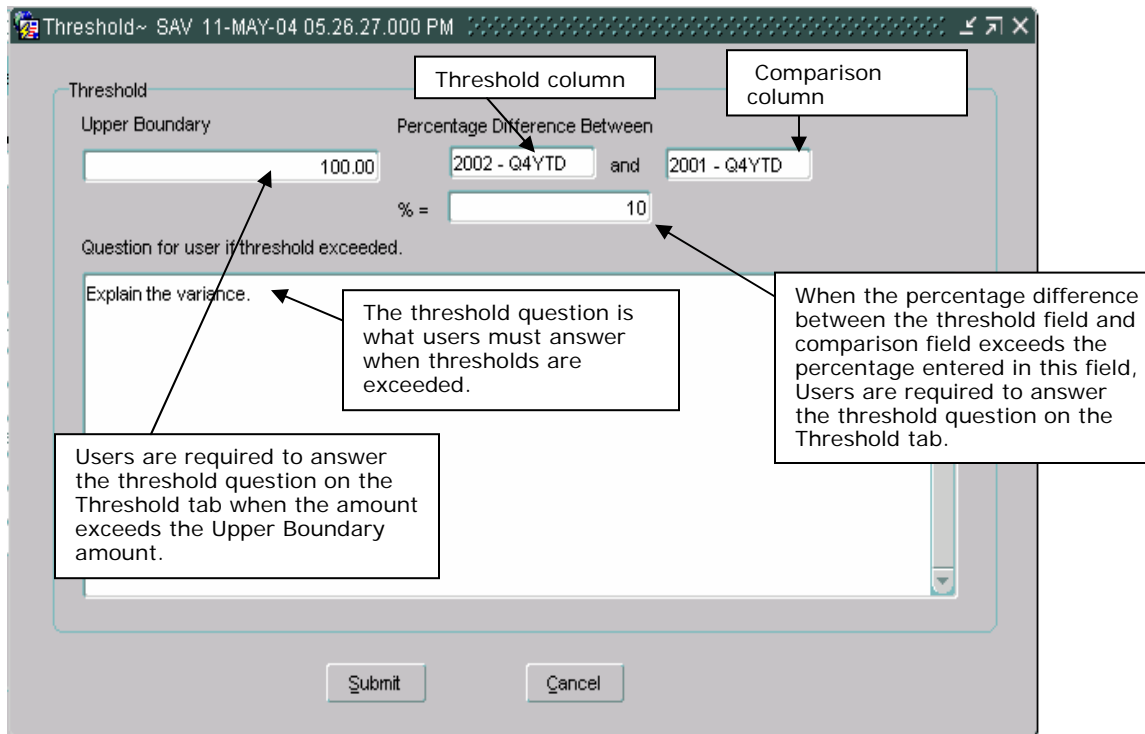 Threshold~ SAV 11-MAY-04 05.26.27.000 PM
Threshold column
Comparison
column
Threshold
Upper Boundary
Percentage Difference Between
100.00
2002 - Q4YTD and 2001 - Q4YTD
% = 10
Question for user if threshold exceeded.
Explain the variance.
The threshold question is
what users must answer
when thresholds are
exceeded.
When the percentage difference
between the threshold field and
comparison field exceeds the
percentage entered in this field,
Users are required to answer
the threshold question on the
Threshold tab.
Users are required to answer
the threshold question on the
Threshold tab when the amount
exceeds the Upper Boundary
amount.
Submit Cancel